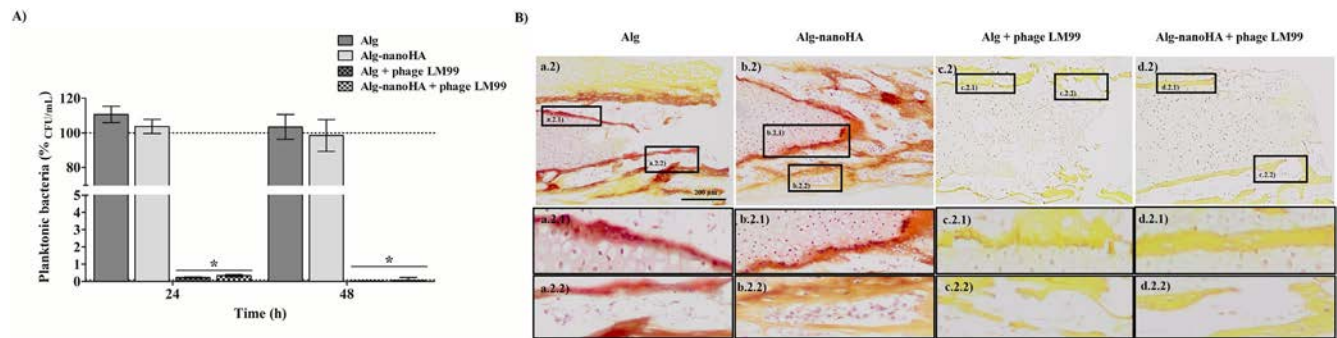 A)
Alg
Alg-nanoHA
Alg + phage LM99
Alg-nanoHA + phage LM99
Planktonic bacteria (% CFU/mL)
120
100
80
60
5
4
3
2
1
0
*
*
24
48
Time (h)
B)
Alg
Alg-nanoHA
Alg + phage LM99
Alg-nanoHA + phage LM99
a.2)
b.2)
c.2)
d.2)
a.2.1)
a.2.2)
200 µm
b.2.1)
b.2.2)
c.2.1)
c.2.2)
d.2.1)
c.2.2)
a.2.1)
b.2.1)
c.2.1)
d.2.1)
a.2.2)
b.2.2)
c.2.2)
d.2.2)